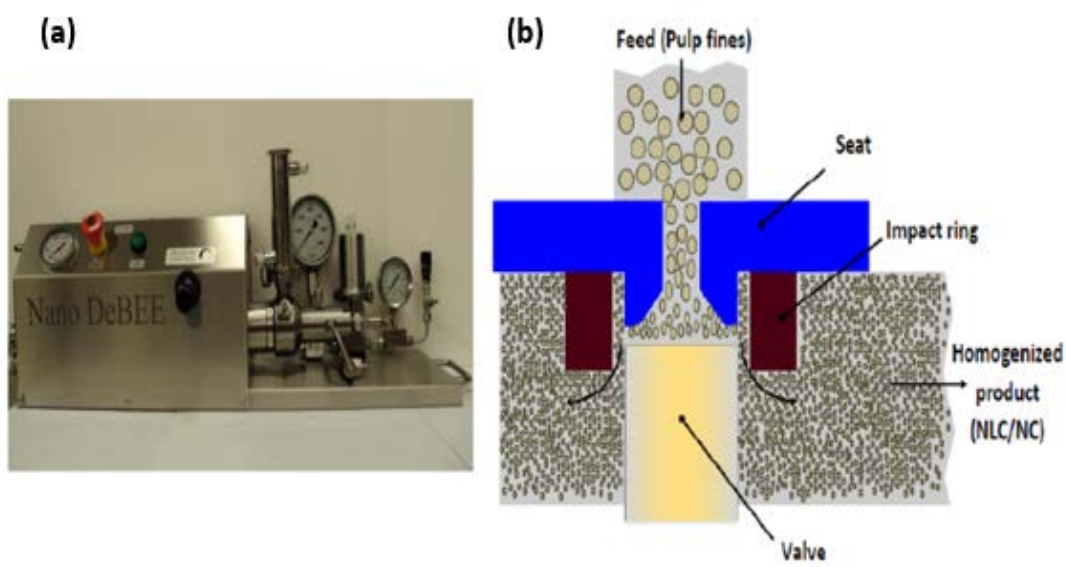 (a)
(b)
Nano DeBEE
Feed (Pulp fines)
Seat
Impact ring
Homogenized
product
(NLC/NC)
Valve